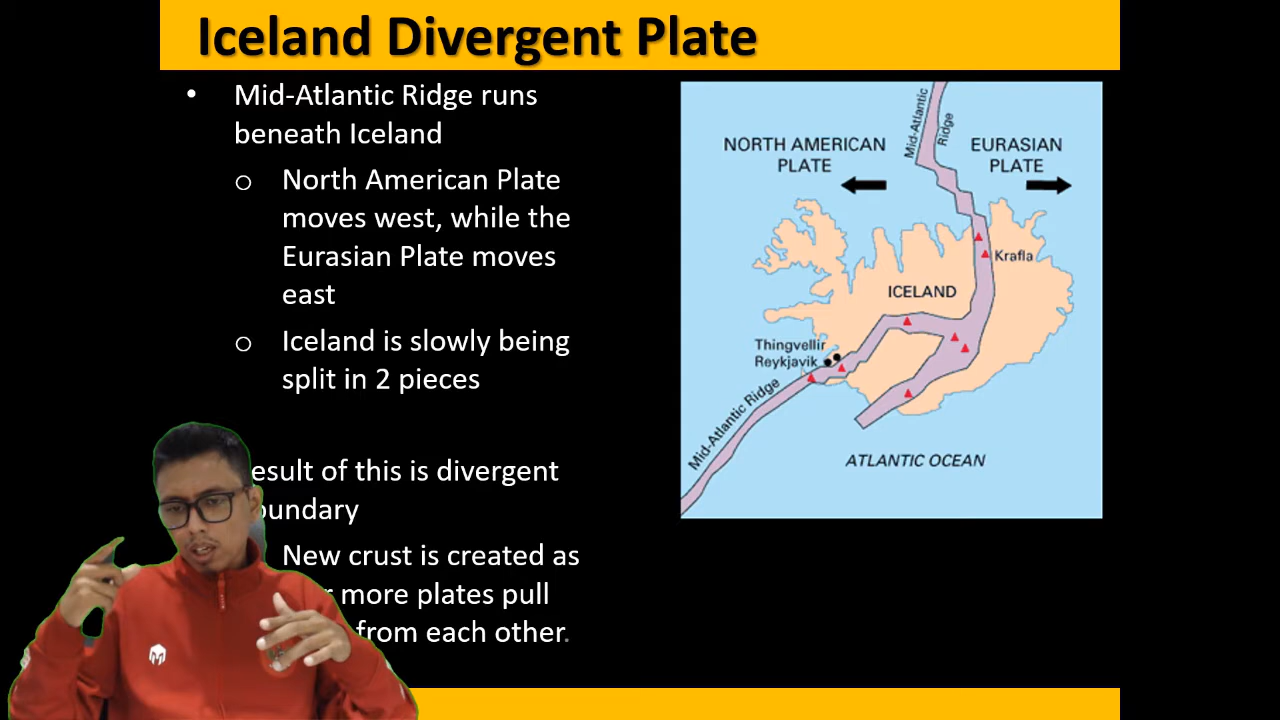 Iceland Divergent Plate
• Mid-Atlantic Ridge runs
beneath Iceland
o North American Plate
moves west, while the
Eurasian Plate moves
east
o Iceland is slowly being
split in 2 pieces
esult of this is divergent
oundary
New crust is created as
more plates pull
from each other.
Mid-Atlantic
Ridge
NORTH AMERICAN
PLATE
EURASIAN
PLATE
Krafla
ICELAND
Thingvellir
Reykjavik
Mid-Atlantic Ridge
ATLANTIC OCEAN